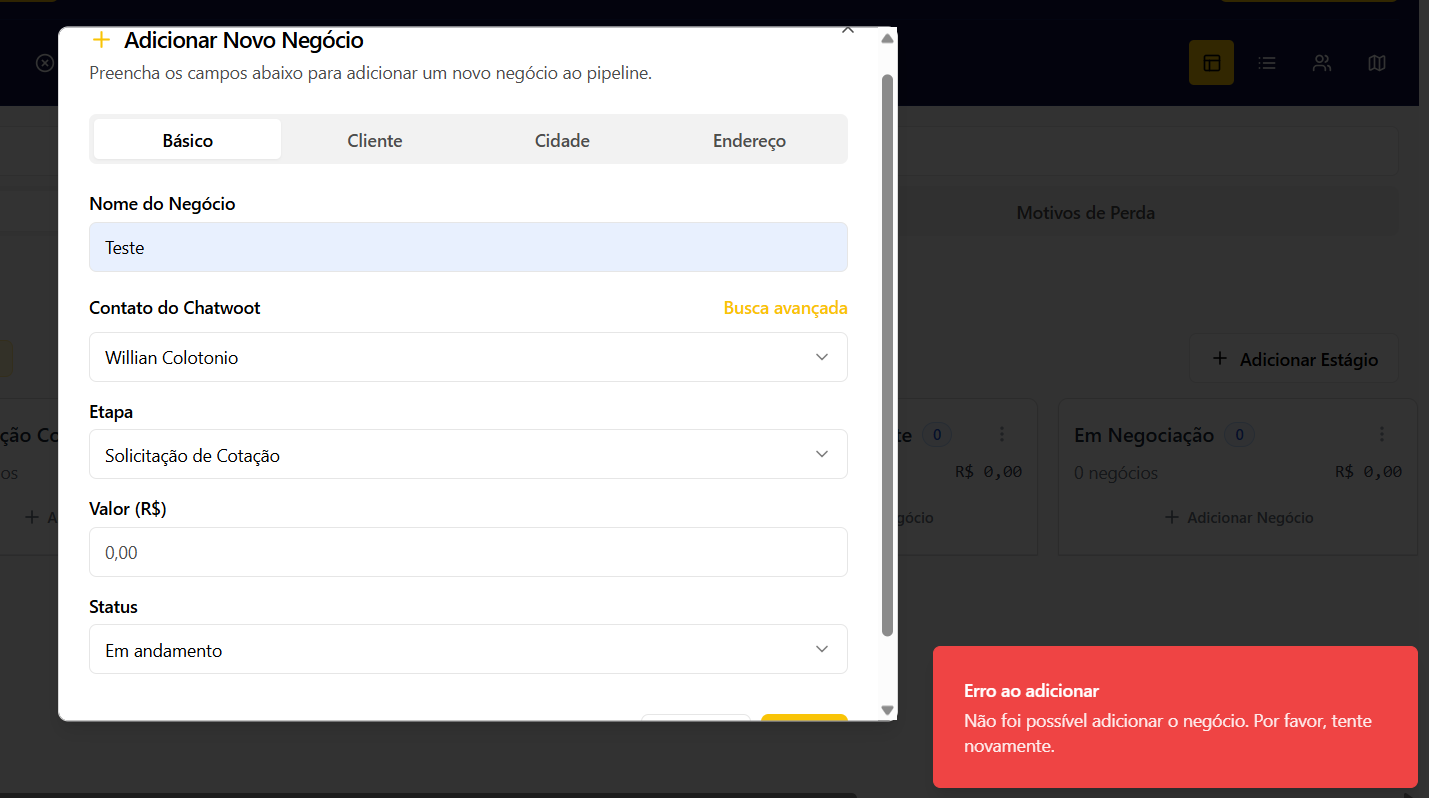 Adicionar Novo Negócio
Preencha os campos abaixo para adicionar um novo negócio ao pipeline.
Básico
Cliente
Cidade
Endereço
Nome do Negócio
Teste
Contato do Chatwoot
Busca avançada
Willian Colotonio
Etapa
Solicitação de Cotação
Valor (R$)
0,00
Status
Em andamento
Motivos de Perda
+ Adicionar Estágio
ção Co
os
+ A
te 0
R$ 0,00
gócio
Em Negociação 0
0 negócios R$ 0,00
+ Adicionar Negócio
Erro ao adicionar
Não foi possível adicionar o negócio. Por favor, tente
novamente.